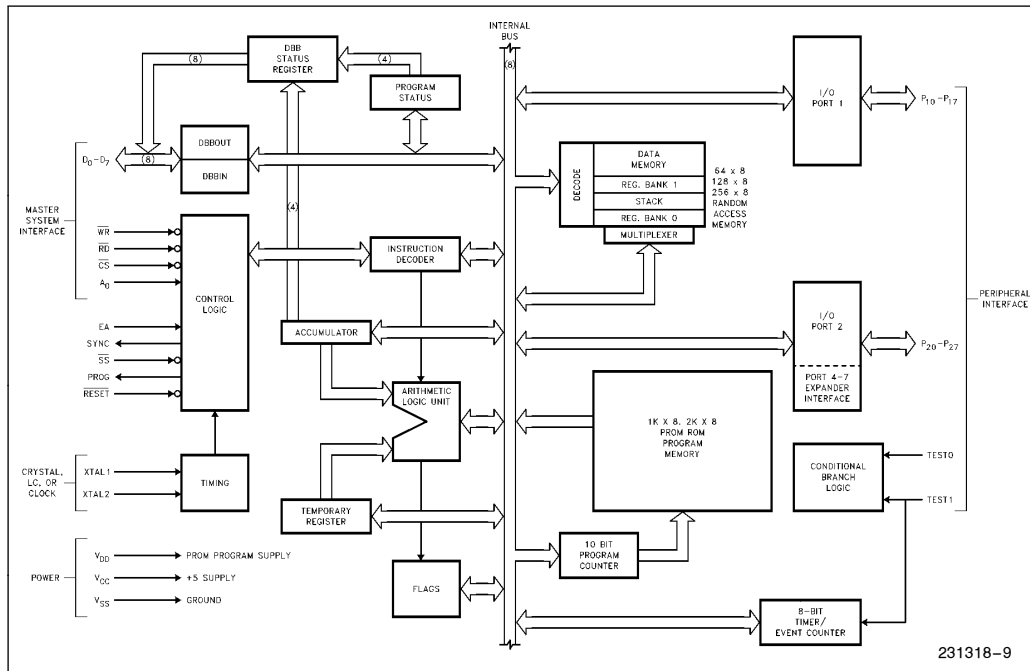 INTERNAL
BUS
(8)
DBB
STATUS
REGISTER
(8)
(4)
PROGRAM
STATUS
I/O
PORT 1
P10–P17
D0–D7
(8)
DBBOUT
DBBIN
(4)
DECODE
DATA
MEMORY
REG. BANK 1
STACK
REG. BANK 0
MULTIPLEXER
64 x 8
128 x 8
256 x 8
RANDOM
ACCESS
MEMORY
MASTER
SYSTEM
INTERFACE
W̅R̅
R̅D̅
C̅S̅
A0
CONTROL
LOGIC
INSTRUCTION
DECODER
EA
SYNC
S̅S̅
PROG
R̅E̅S̅E̅T̅
ACCUMULATOR
ARITHMETIC
LOGIC UNIT
I/O
PORT 2
PORT 4-7
EXPANDER
INTERFACE
P20–P27
PERIPHERAL
INTERFACE
1K X 8, 2K X 8
PROM ROM
PROGRAM
MEMORY
CONDITIONAL
BRANCH
LOGIC
TEST0
TEST1
CRYSTAL,
LC, OR
CLOCK
XTAL1
XTAL2
TIMING
TEMPORARY
REGISTER
10 BIT
PROGRAM
COUNTER
POWER
VDD
PROM PROGRAM SUPPLY
VCC
+5 SUPPLY
VSS
GROUND
FLAGS
8-BIT
TIMER/
EVENT COUNTER
231318–9